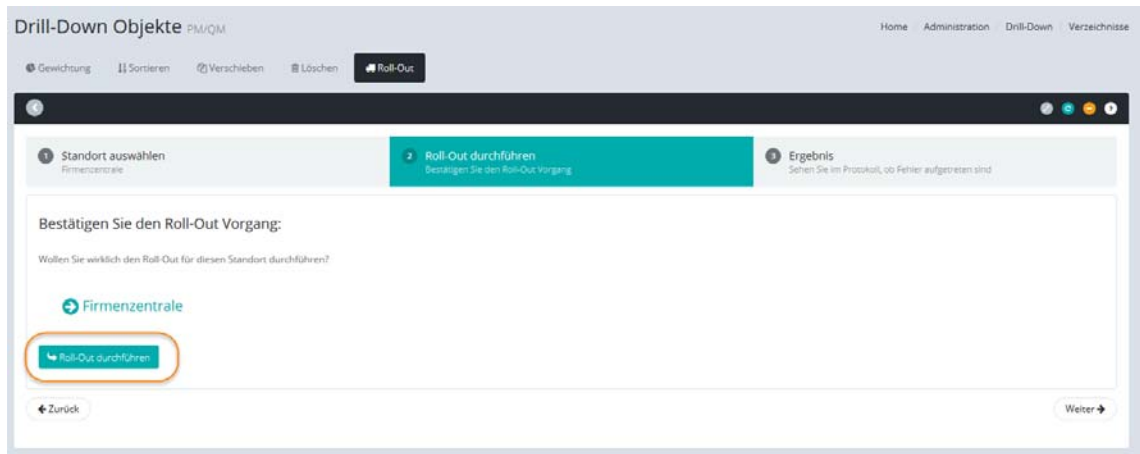 Drill-Down Objekte PM/QM
Home Administration Drill-Down Verzeichnisse
Gewichtung Sortieren Verschieben Löschen Roll-Out
1 Standort auswählen
Firmenzentrale
2 Roll-Out durchführen
Bestätigen Sie den Roll-Out Vorgang
3 Ergebnis
Sehen Sie im Protokoll, ob Fehler aufgetreten sind
Bestätigen Sie den Roll-Out Vorgang:
Wollen Sie wirklich den Roll-Out für diesen Standort durchführen?
Firmenzentrale
Roll-Out durchführen
Zurück
Weiter